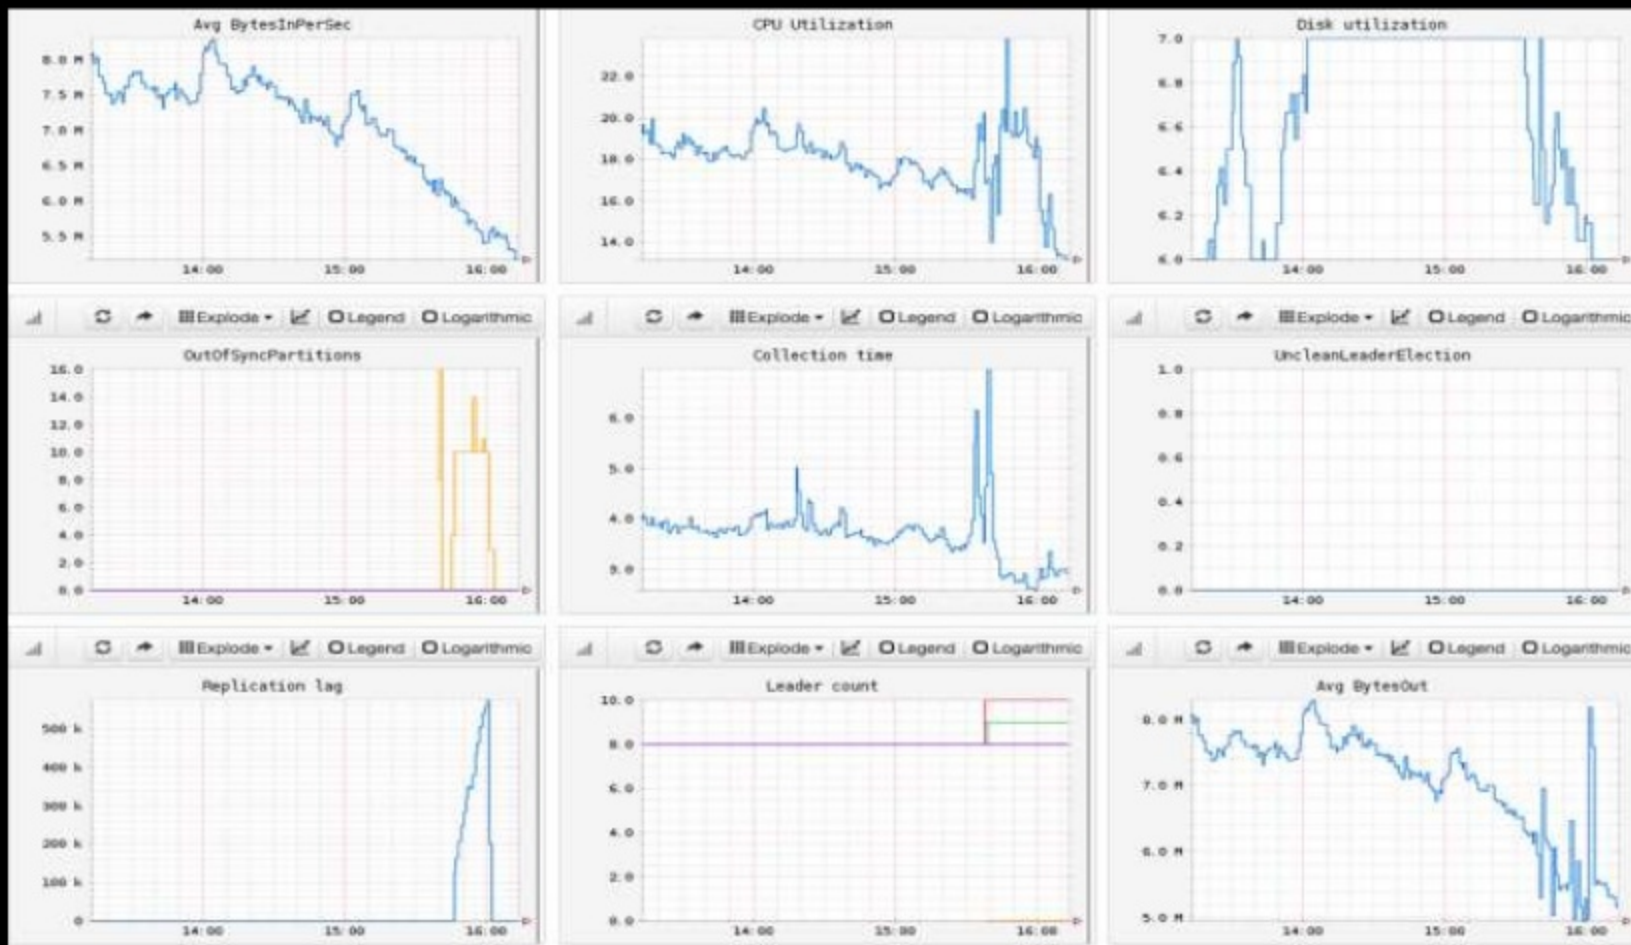 Avg BytesInPerSec
8.0 M
7.5 M
7.0 M
6.5 M
6.0 M
5.5 M
14:00 15:00 16:00
CPU Utilization
22.0
20.0
18.0
16.0
14.0
14:00 15:00 16:00
Disk utilization
7.0
6.8
6.6
6.4
6.2
6.0
14:00 15:00 16:00
Explode Legend Logarithmic
OutOfSyncPartitions
16.0
14.0
12.0
10.0
8.0
6.0
4.0
2.0
0.0
14:00 15:00 16:00
Explode Legend Logarithmic
Collection time
6.0
5.0
4.0
3.0
14:00 15:00 16:00
Explode Legend Logarithmic
UncleanLeaderElection
1.0
0.8
0.6
0.4
0.2
0.0
14:00 15:00 16:00
Explode Legend Logarithmic
Replication lag
500 k
400 k
300 k
200 k
100 k
0
14:00 15:00 16:00
Explode Legend Logarithmic
Leader count
10.0
8.0
6.0
4.0
2.0
0.0
14:00 15:00 16:00
Explode Legend Logarithmic
Avg BytesOut
8.0 M
7.0 M
6.0 M
5.0 M
14:00 15:00 16:00